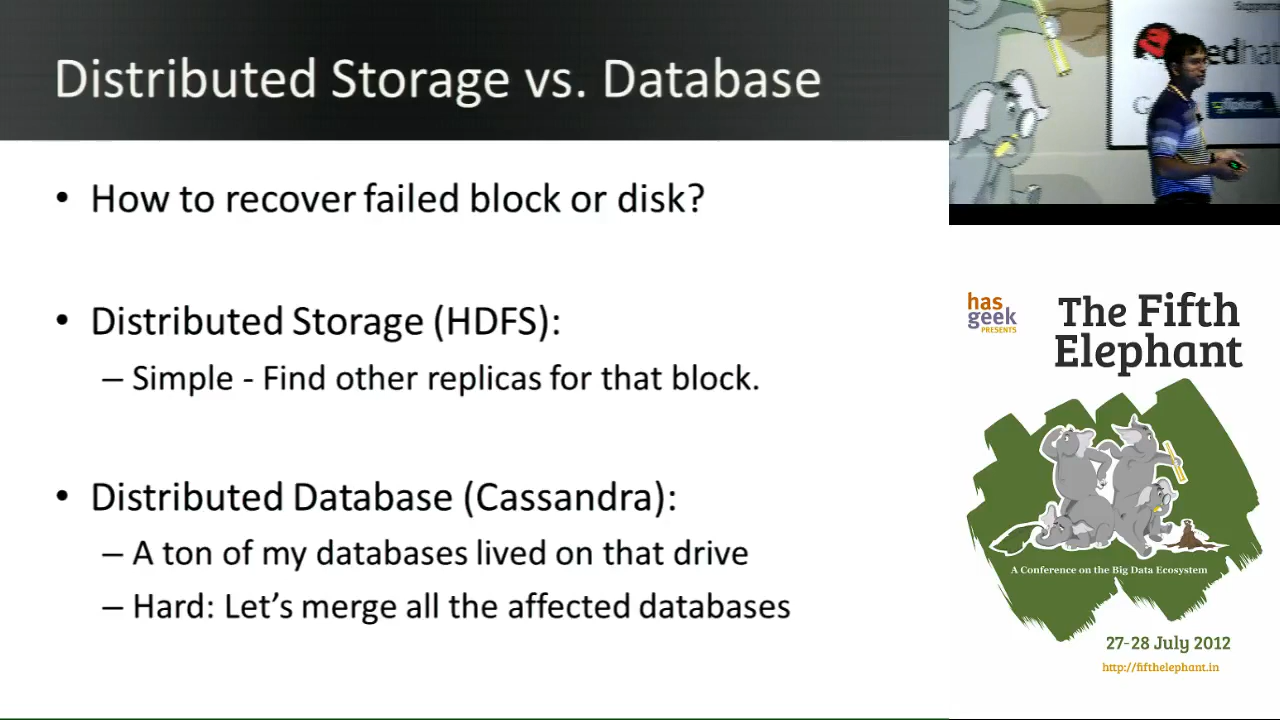 Distributed Storage vs. Database
• How to recover failed block or disk?
• Distributed Storage (HDFS):
– Simple - Find other replicas for that block.
• Distributed Database (Cassandra):
– A ton of my databases lived on that drive
– Hard: Let's merge all the affected databases
redhat
flipkart
has
geek
PRESENTS
The Fifth
Elephant
A Conference on the Big Data Ecosystem
27-28 July 2012
http://fifthelephant.in